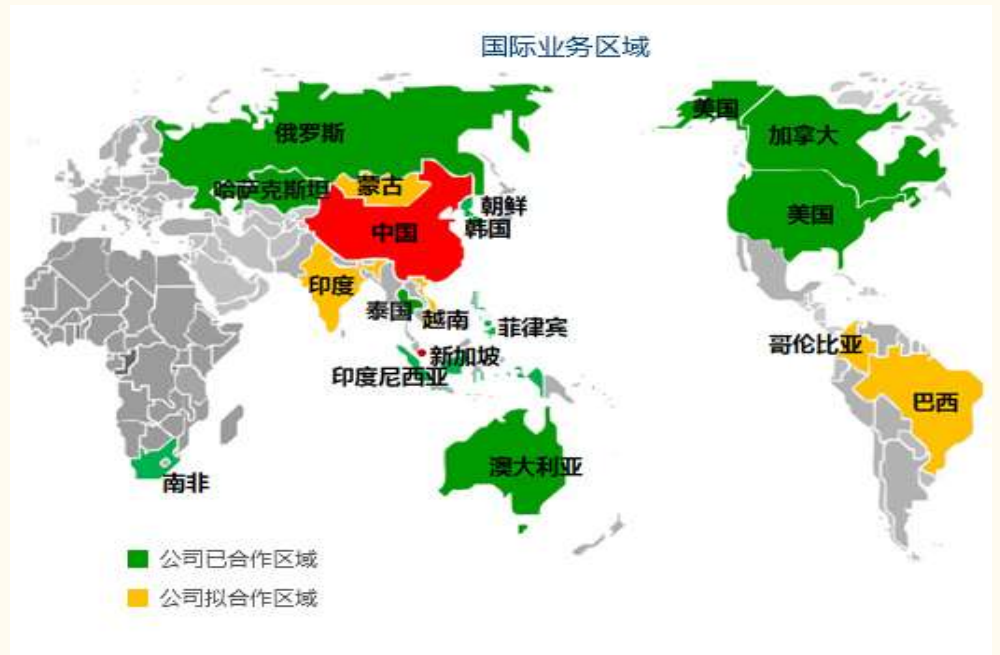 国际业务区域
美国
俄罗斯
加拿大
哈萨克斯坦
蒙古
朝鲜
美国
韩国
中国
印度
泰国
越南
菲律宾
哥伦比亚
新加坡
印度尼西亚
巴西
澳大利亚
南非
公司已合作区域
公司拟合作区域